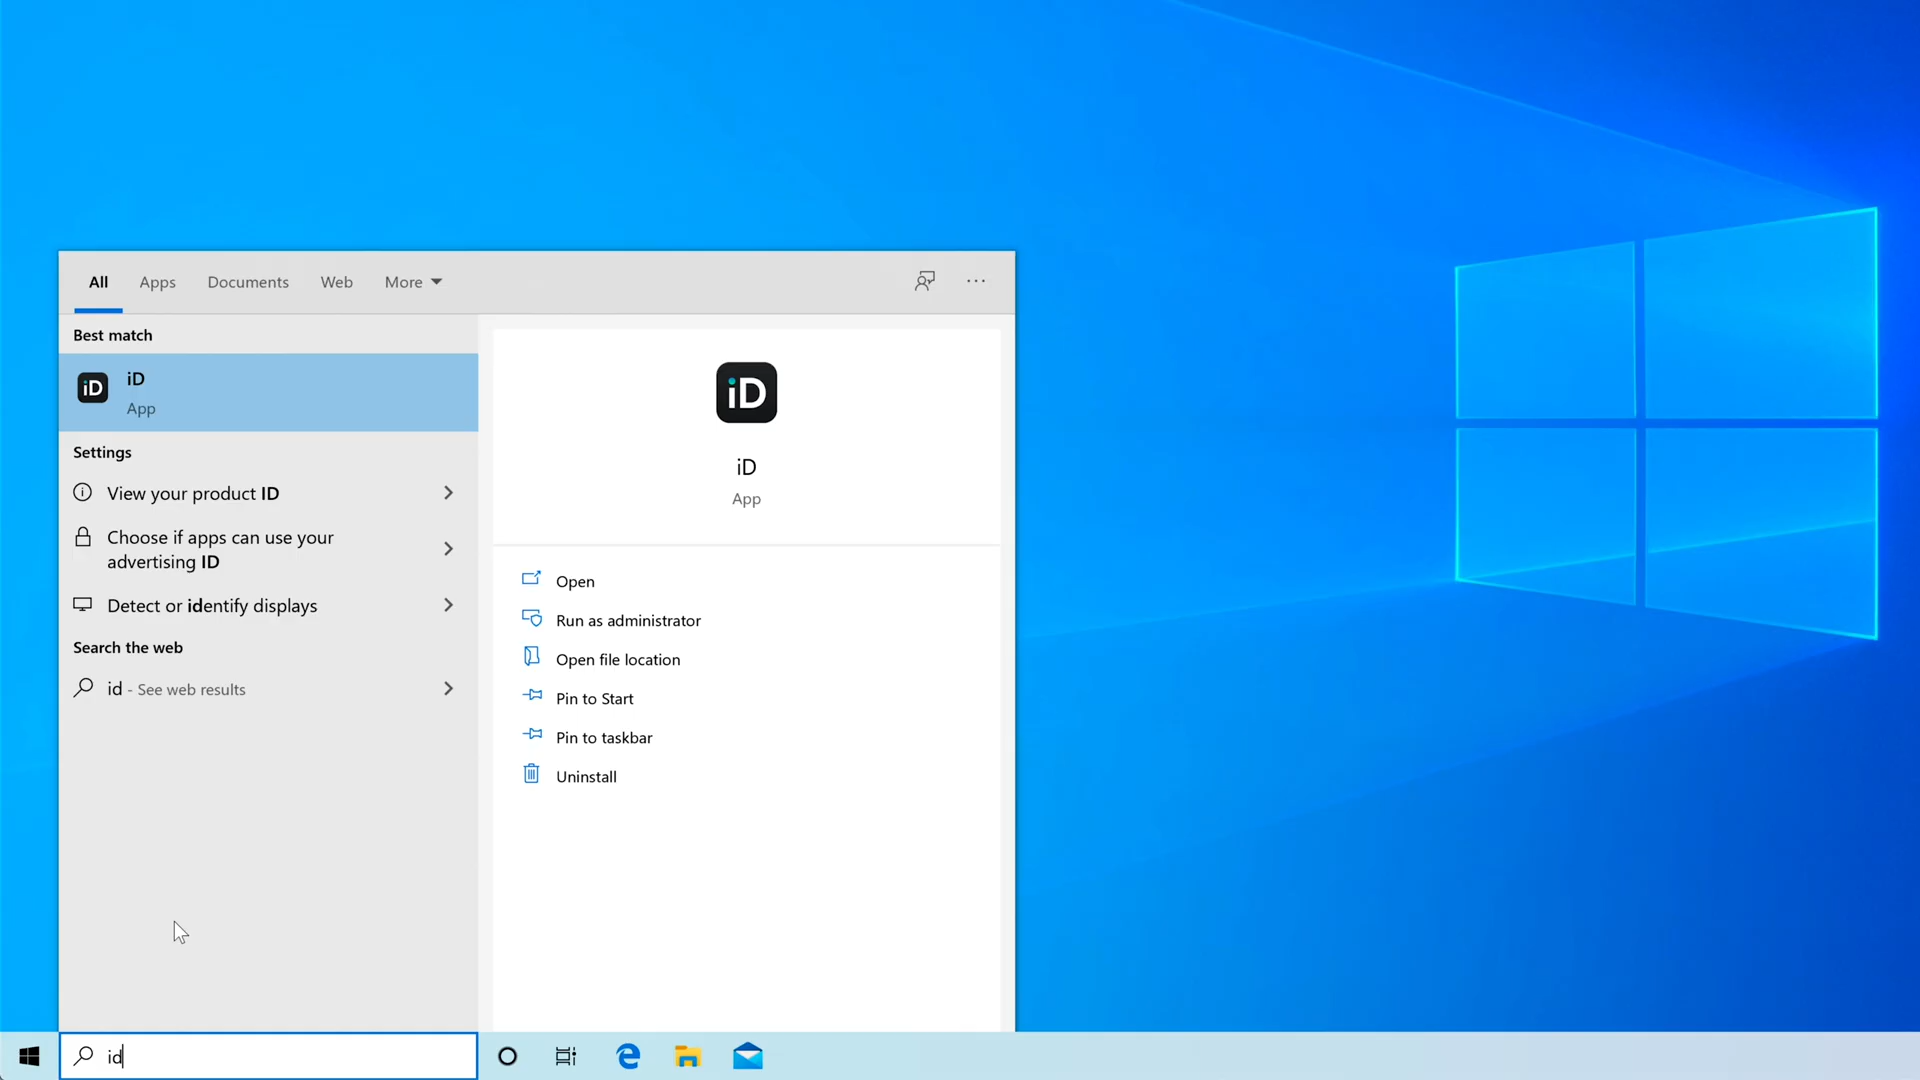 All Apps Documents Web More
Best match
iD
iD
App
Settings
View your product ID
Choose if apps can use your
advertising ID
Detect or identify displays
Search the web
id - See web results
iD
iD
App
Open
Run as administrator
Open file location
Pin to Start
Pin to taskbar
Uninstall
id